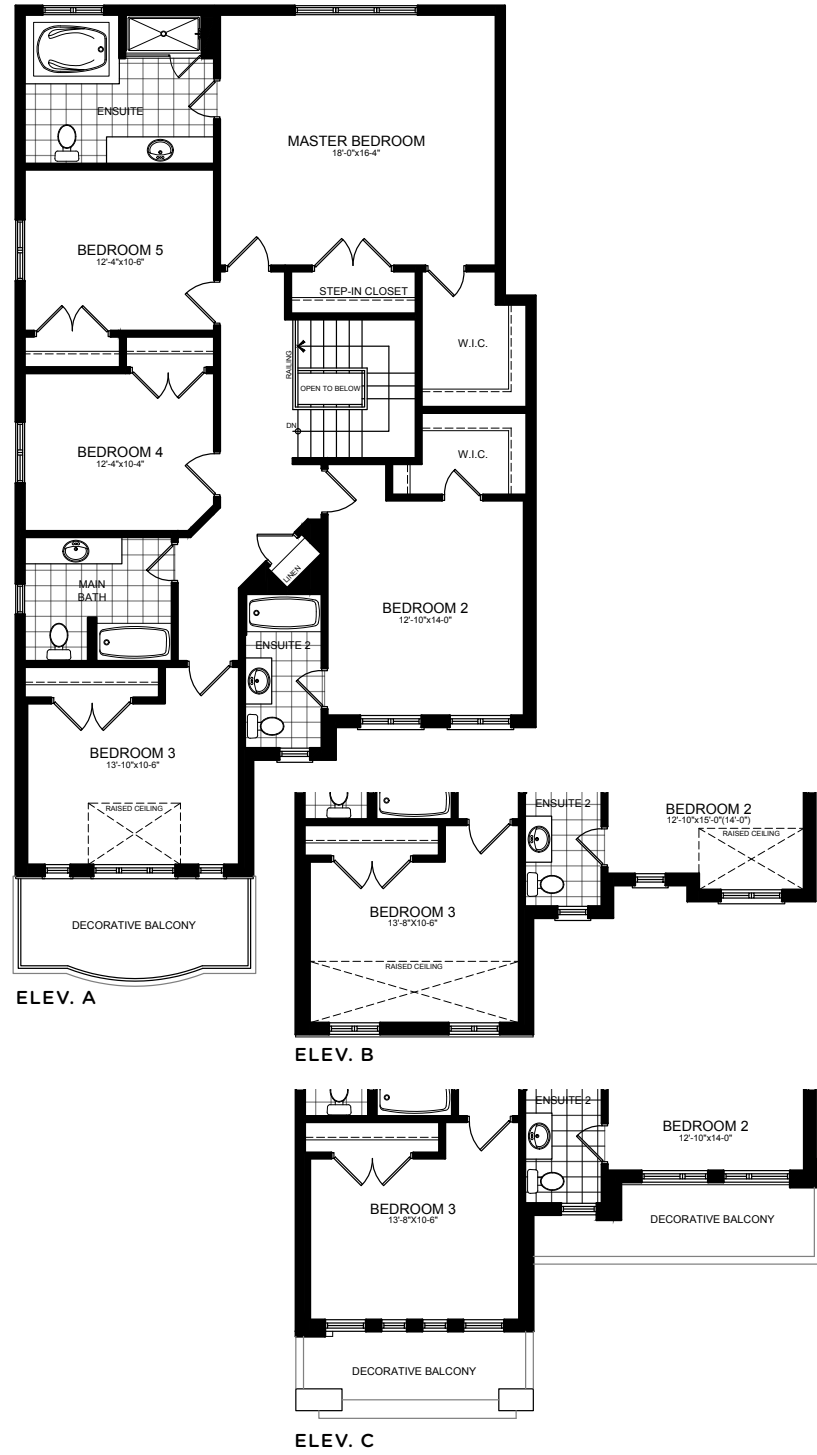 ENSUITE
MASTER BEDROOM
18'-0"x16-4"
BEDROOM 5
12'-4"x10-6"
STEP-IN CLOSET
W.I.C.
RAILING
OPEN TO BELOW
DN
BEDROOM 4
12'-4"x10-4"
W.I.C.
LINEN
MAIN
BATH
BEDROOM 2
12'-10"x14-0"
ENSUITE 2
BEDROOM 3
13'-10"x10-6"
RAISED CEILING
DECORATIVE BALCONY
ELEV. A
ENSUITE 2
BEDROOM 2
12'-10"x15'-0"(14'-0")
RAISED CEILING
BEDROOM 3
13'-8"X10-6"
RAISED CEILING
ELEV. B
ENSUITE 2
BEDROOM 2
12'-10"x14-0"
BEDROOM 3
13'-8"X10-6"
DECORATIVE BALCONY
DECORATIVE BALCONY
ELEV. C